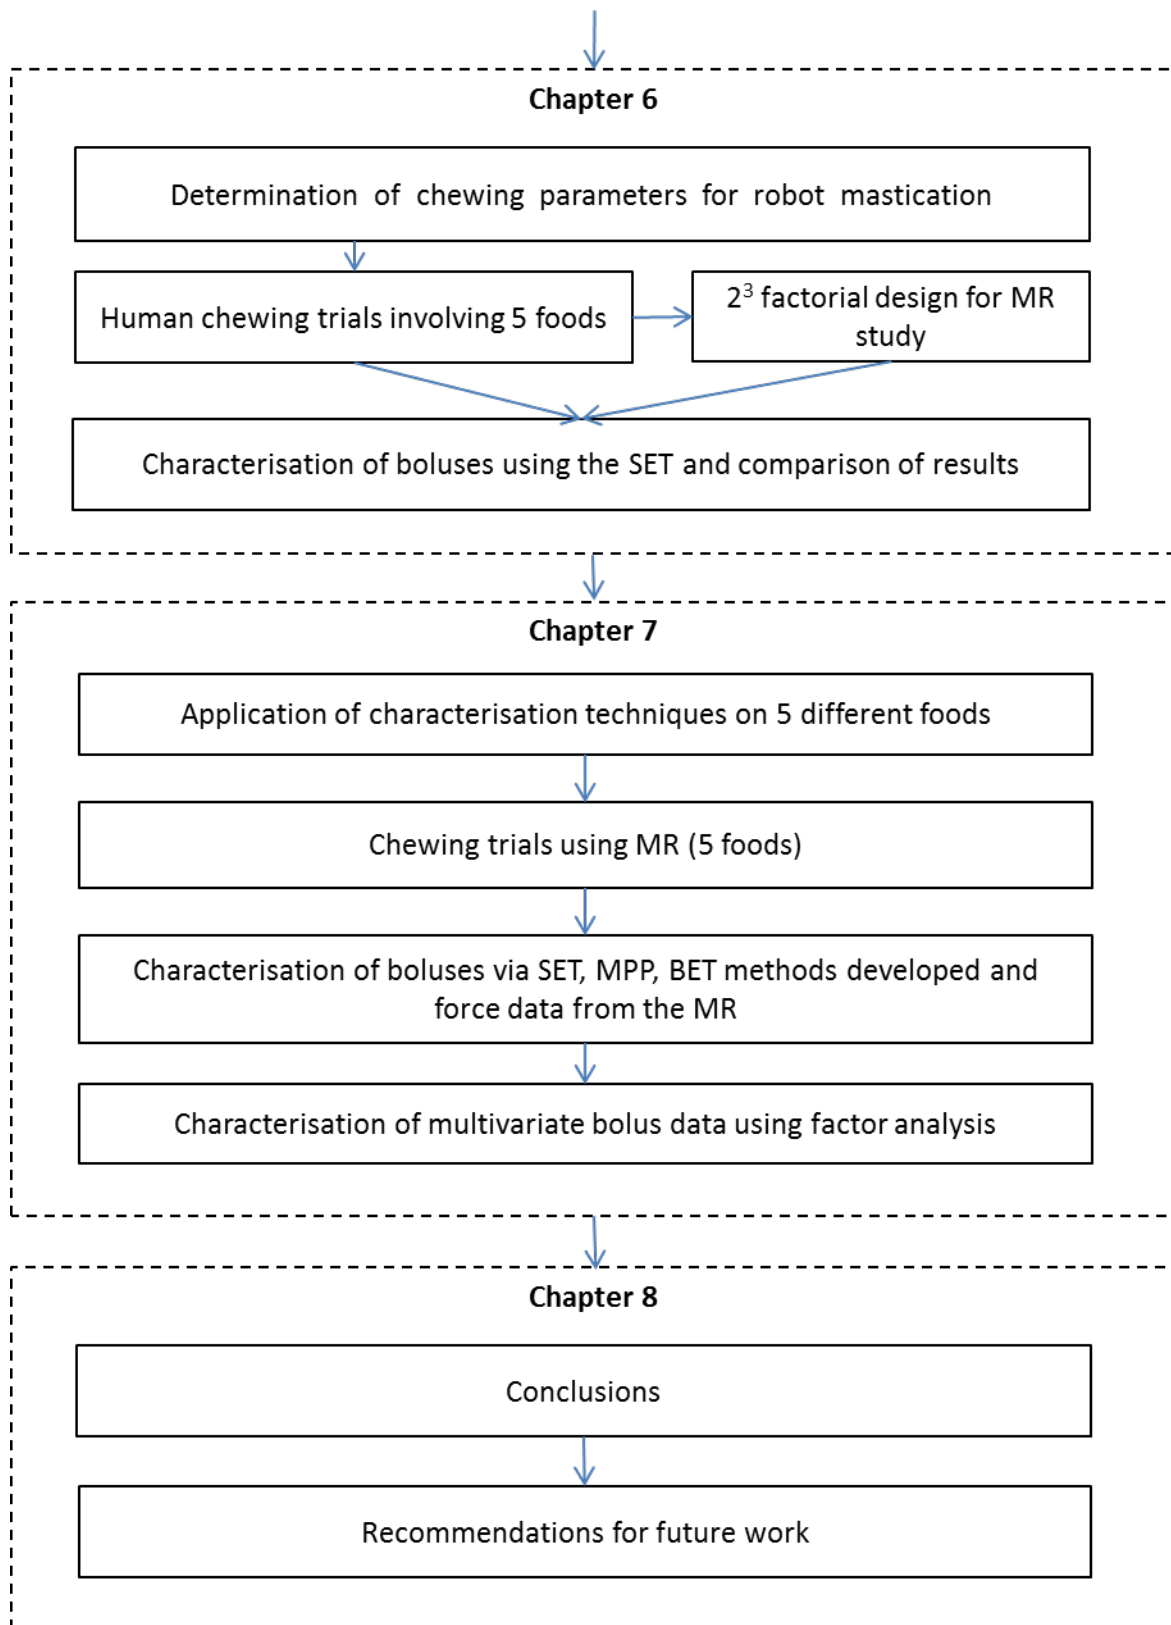 Chapter 6
Determination of chewing parameters for robot mastication
Human chewing trials involving 5 foods
2³ factorial design for MR
study
Characterisation of boluses using the SET and comparison of results
Chapter 7
Application of characterisation techniques on 5 different foods
Chewing trials using MR (5 foods)
Characterisation of boluses via SET, MPP, BET methods developed and
force data from the MR
Characterisation of multivariate bolus data using factor analysis
Chapter 8
Conclusions
Recommendations for future work